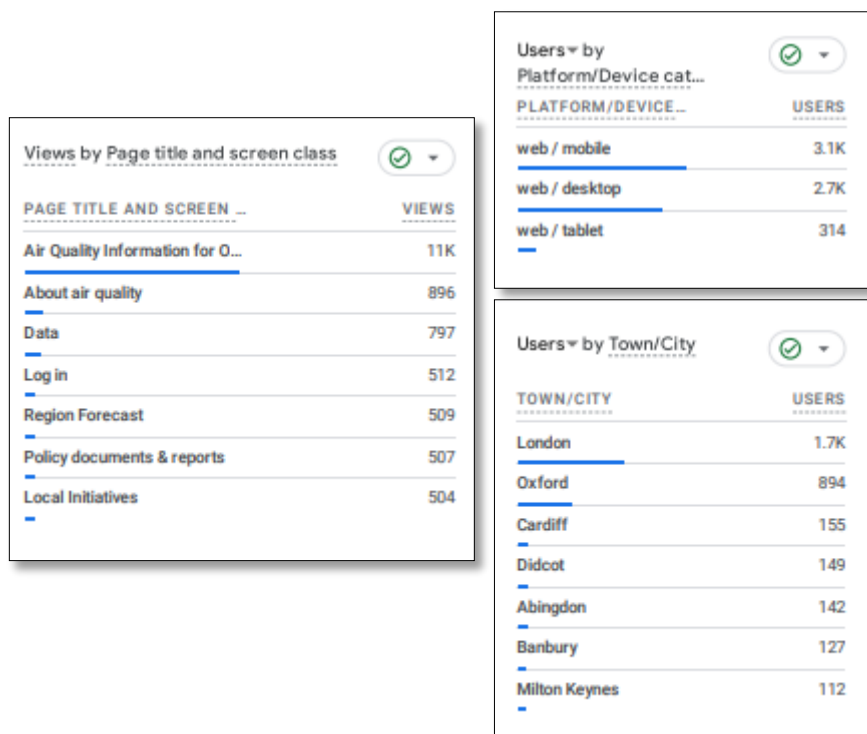 Views by Page title and screen class
PAGE TITLE AND SCREEN ... VIEWS
Air Quality Information for O... 11K
About air quality 896
Data 797
Log in 512
Region Forecast 509
Policy documents & reports 507
Local Initiatives 504
Users by
Platform/Device cat...
PLATFORM/DEVICE... USERS
web / mobile 3.1K
web / desktop 2.7K
web / tablet 314
Users by Town/City
TOWN/CITY USERS
London 1.7K
Oxford 894
Cardiff 155
Didcot 149
Abingdon 142
Banbury 127
Milton Keynes 112